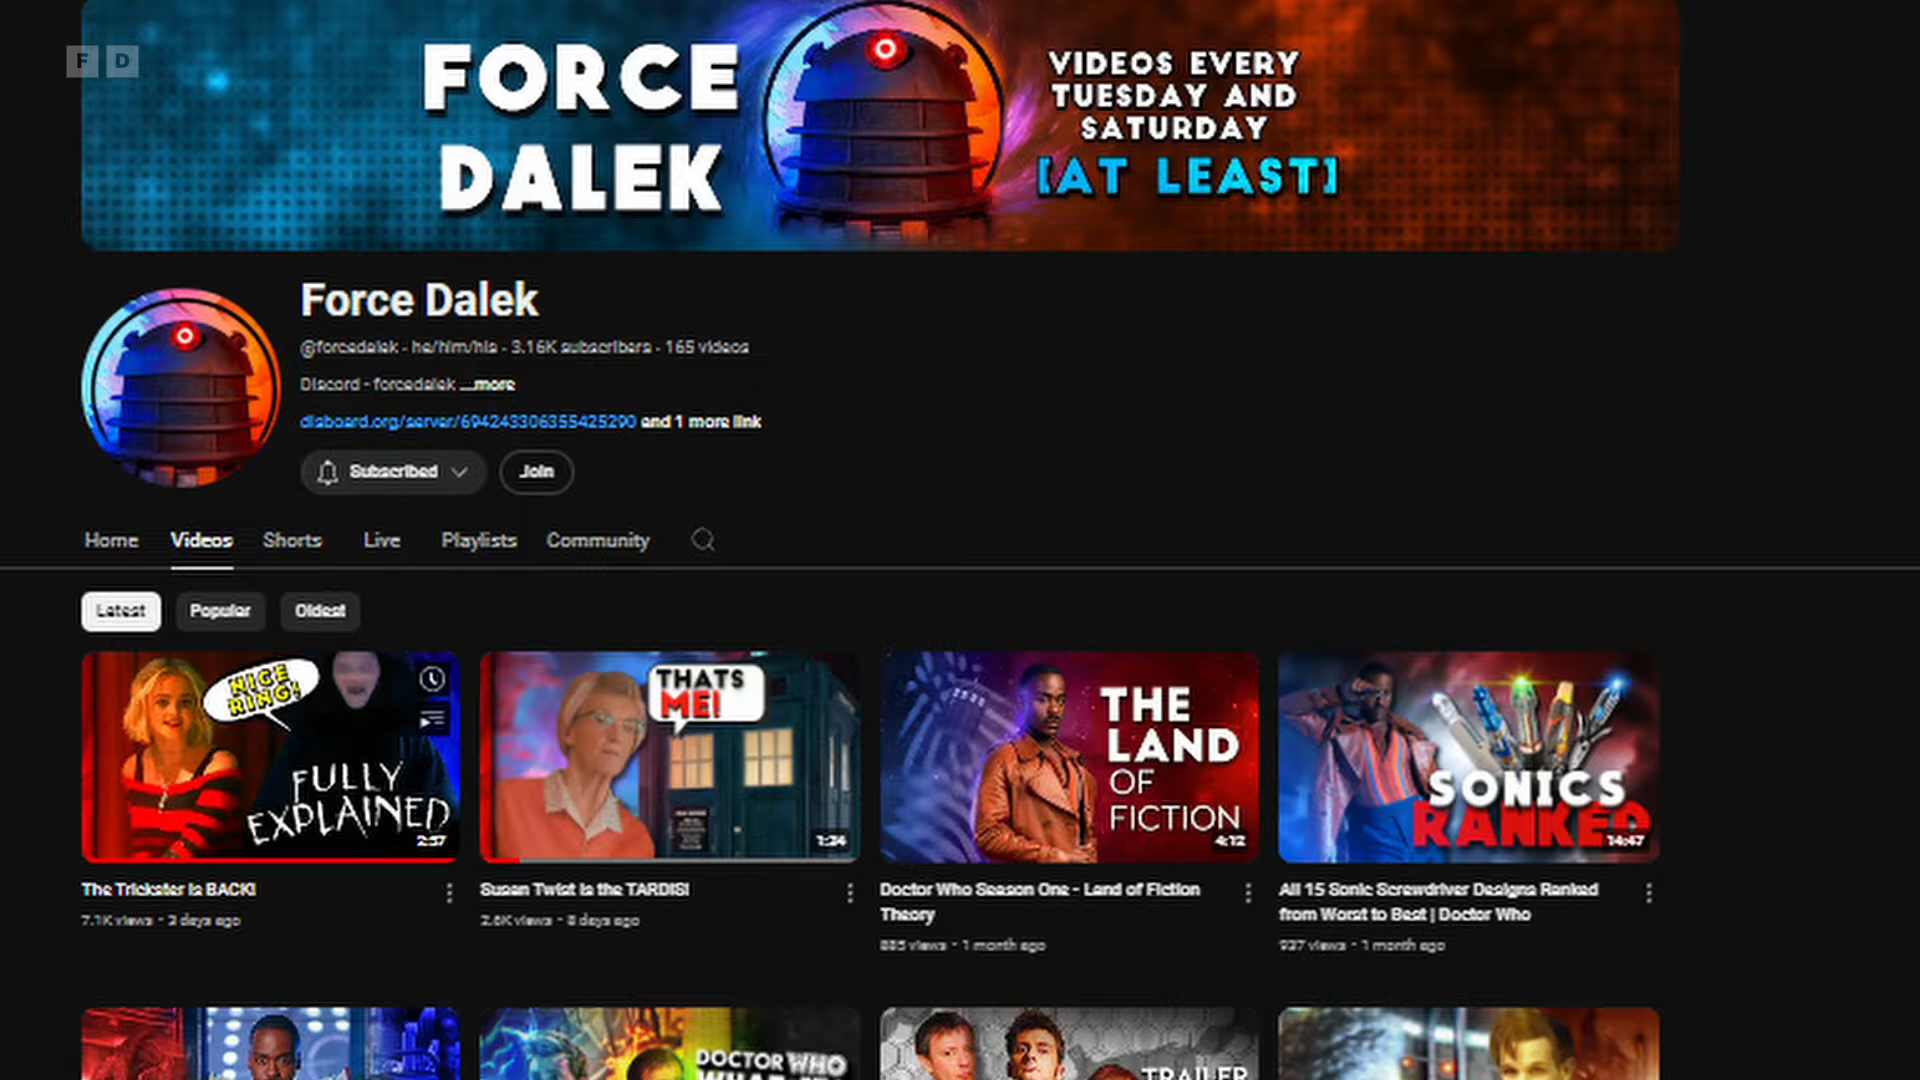 F D
FORCE
DALEK
VIDEOS EVERY
TUESDAY AND
SATURDAY
[AT LEAST]
Force Dalek
@forcedalek · he/him/his · 3.16K subscribers · 165 videos
Discord - forcedalek ...more
disboard.org/server/694243306355425290 and 1 more link
Subscribed
Join
Home Videos Shorts Live Playlists Community
Latest Popular Oldest
NICE
RING!
FULLY
EXPLAINED
2:37
THATS
ME!
1:24
THE
LAND
OF
FICTION
4:12
SONICS
RANKED
14:47
The Trickster is BACK!
7.1K views · 3 days ago
Susan Twist is the TARDIS!
2.6K views · 8 days ago
Doctor Who Season One - Land of Fiction
Theory
885 views · 1 month ago
All 15 Sonic Screwdriver Designs Ranked
from Worst to Best | Doctor Who
937 views · 1 month ago
DOCTOR WHO
TRAILER